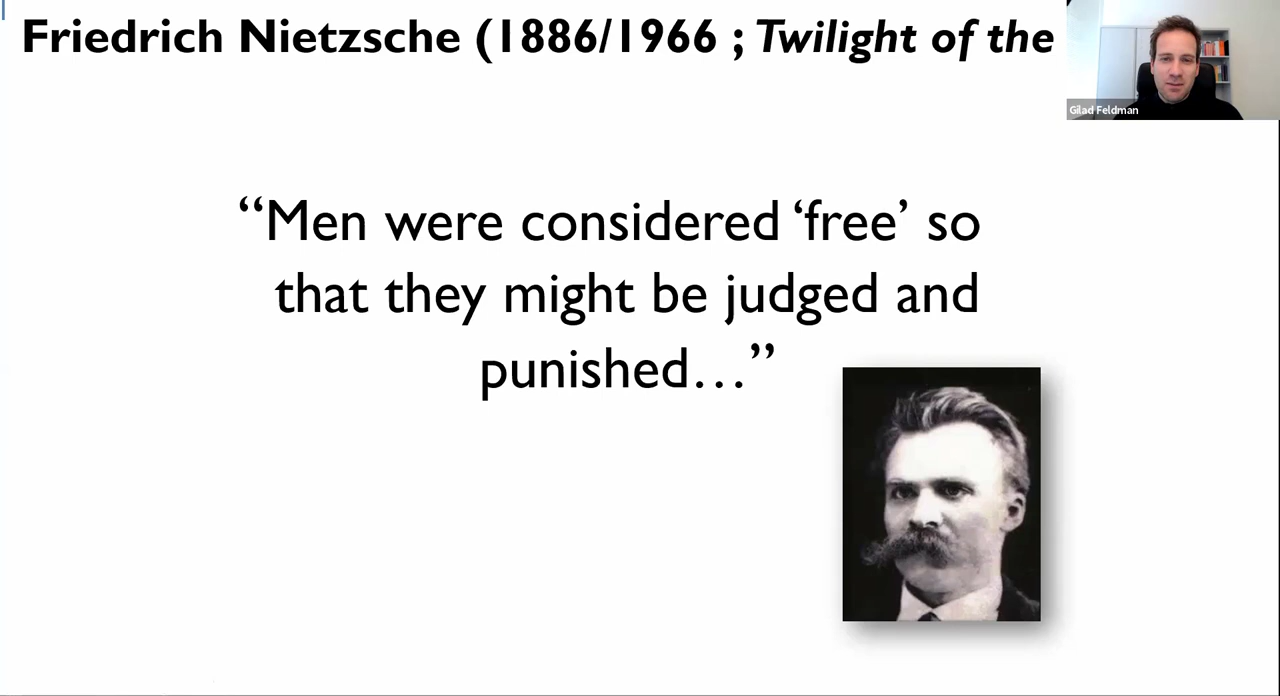 Friedrich Nietzsche (1886/1966 ; Twilight of the
Gilad Feldman
“Men were considered ‘free’ so
that they might be judged and
punished…”